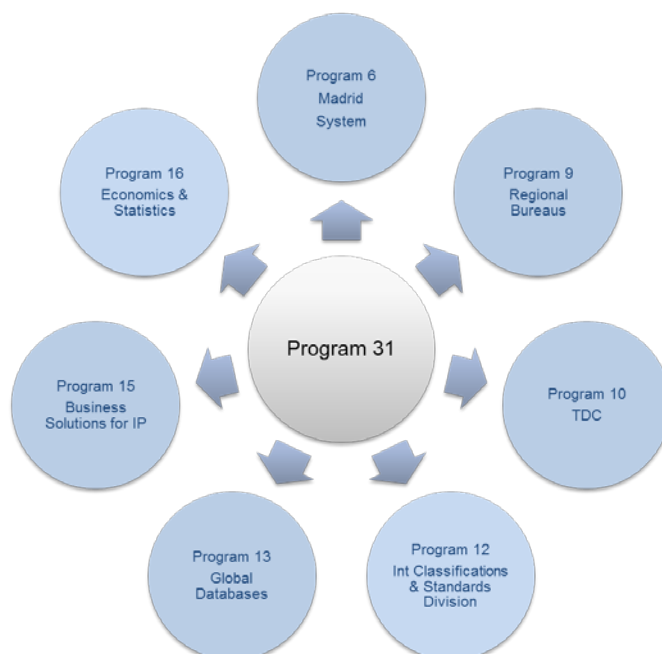 Program 6
Madrid
System
Program 9
Regional
Bureaus
Program 10
TDC
Program 12
Int Classifications
& Standards
Division
Program 13
Global
Databases
Program 15
Business
Solutions for IP
Program 16
Economics &
Statistics
Program 31